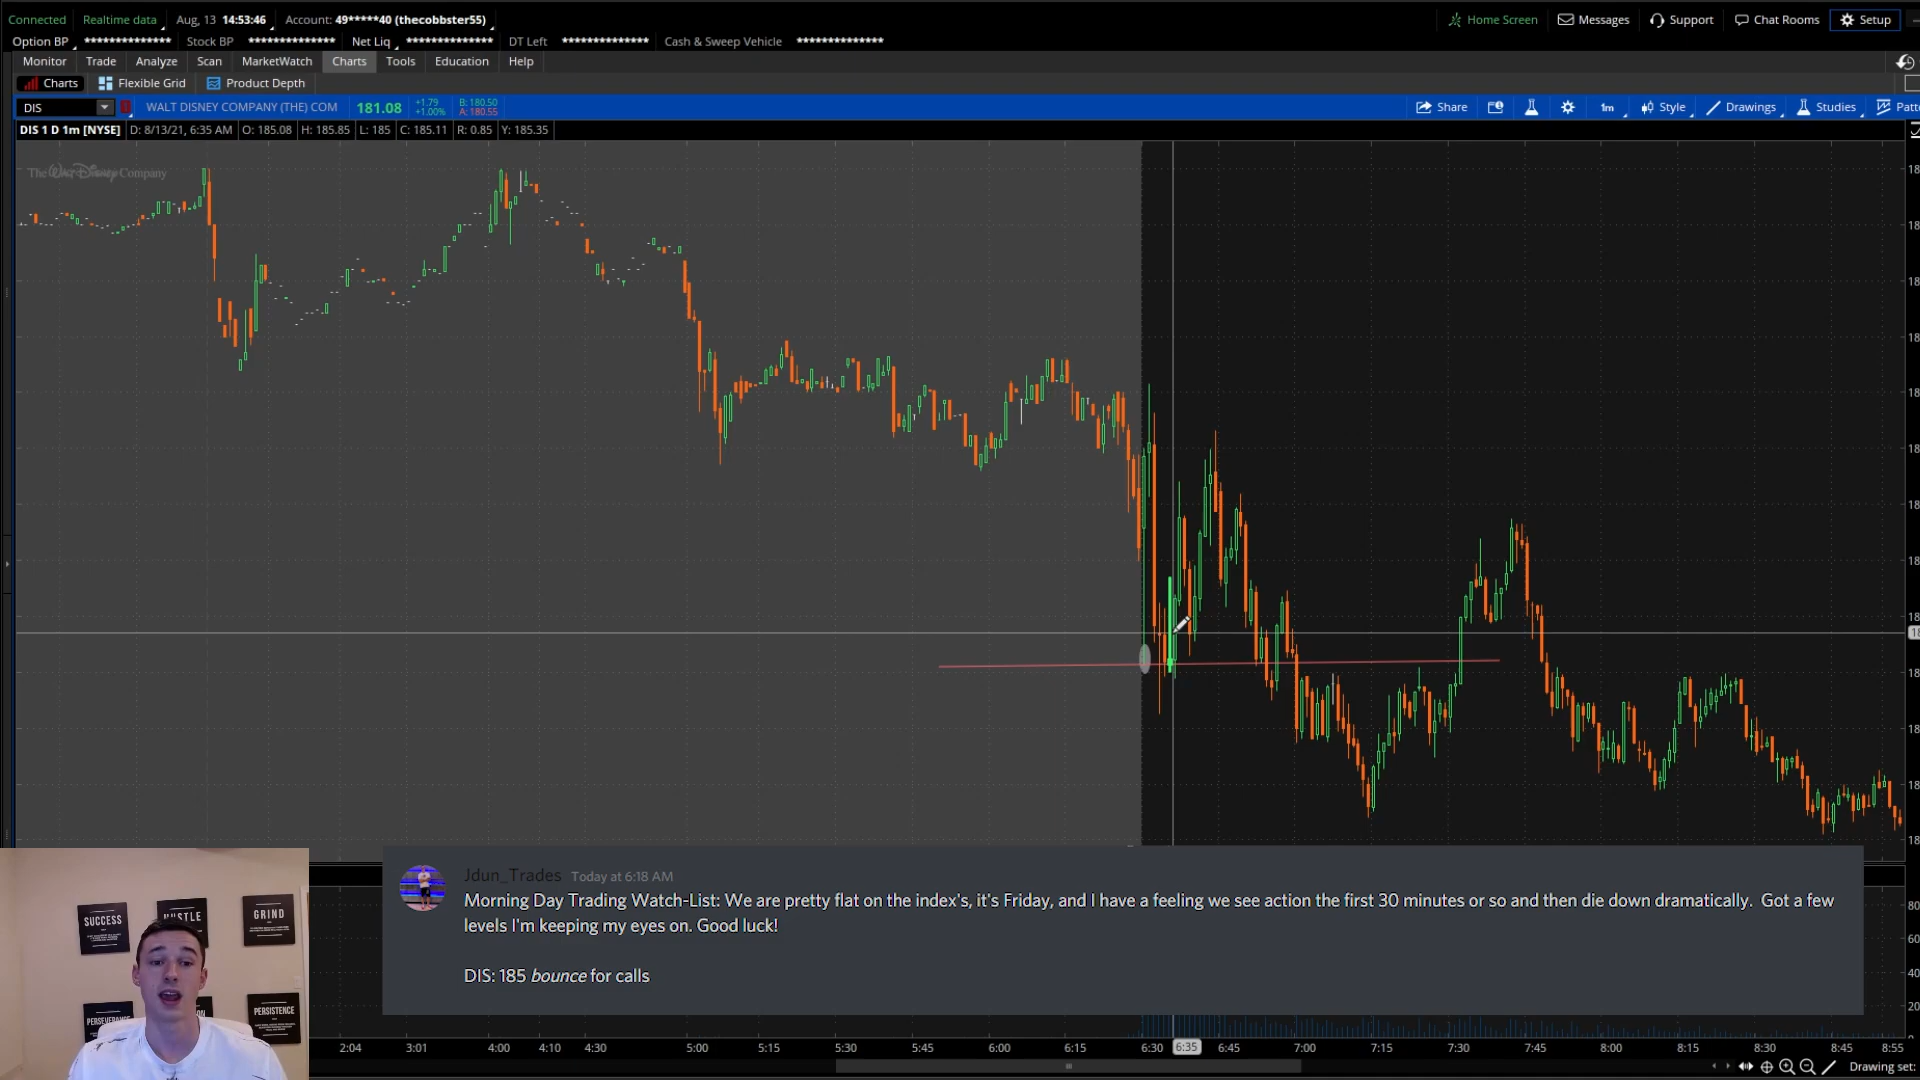 Connected Realtime data Aug, 13 14:53:46 Account: 49*****40 (thecobbster55) Home Screen Messages Support Chat Rooms Setup
Option BP ************** Stock BP ************** Net Liq ************** DT Left ************** Cash & Sweep Vehicle **************
Monitor Trade Analyze Scan MarketWatch Charts Tools Education Help
Charts Flexible Grid Product Depth
DIS WALT DISNEY COMPANY (THE) COM 181.08 +1.79 +1.00% B: 180.50 A: 180.55 Share 1m Style Drawings Studies
DIS 1 D 1m [NYSE] D: 8/13/21, 6:35 AM O: 185.08 H: 185.85 L: 185 C: 185.11 R: 0.85 Y: 185.35
The Walt Disney Company
Jdun_Trades Today at 6:18 AM
Morning Day Trading Watch-List: We are pretty flat on the index's, it's Friday, and I have a feeling we see action the first 30 minutes or so and then die down dramatically. Got a few
levels I'm keeping my eyes on. Good luck!
DIS: 185 bounce for calls
SUCCESS
GRIND
PERSISTENCE
2:04 3:01 4:00 4:10 4:30 5:00 5:15 5:30 5:45 6:00 6:15 6:30 6:35 6:45 7:00 7:15 7:30 7:45 8:00 8:15 8:30 8:45 8:55
Drawing set: